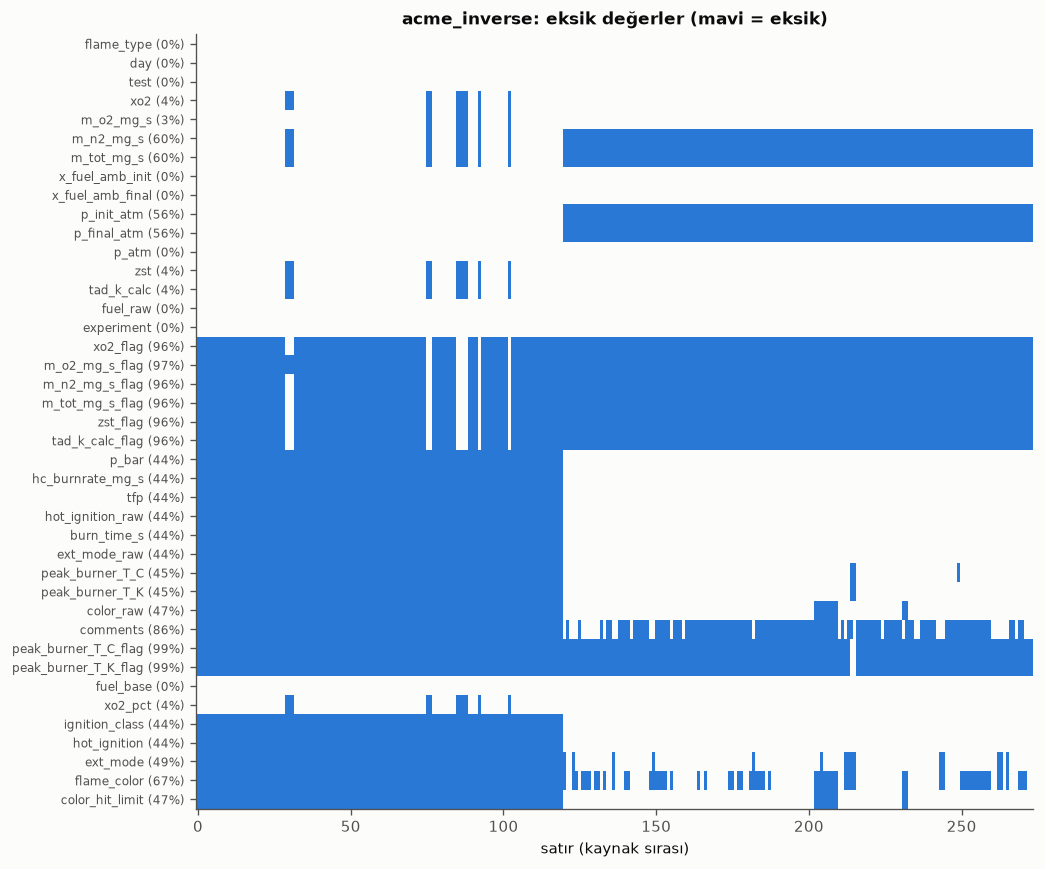 acme_inverse: eksik değerler (mavi = eksik)
flame_type (0%)
day (0%)
test (0%)
xo2 (4%)
m_o2_mg_s (3%)
m_n2_mg_s (60%)
m_tot_mg_s (60%)
x_fuel_amb_init (0%)
x_fuel_amb_final (0%)
p_init_atm (56%)
p_final_atm (56%)
p_atm (0%)
zst (4%)
tad_k_calc (4%)
fuel_raw (0%)
experiment (0%)
xo2_flag (96%)
m_o2_mg_s_flag (97%)
m_n2_mg_s_flag (96%)
m_tot_mg_s_flag (96%)
zst_flag (96%)
tad_k_calc_flag (96%)
p_bar (44%)
hc_burnrate_mg_s (44%)
tfp (44%)
hot_ignition_raw (44%)
burn_time_s (44%)
ext_mode_raw (44%)
peak_burner_T_C (45%)
peak_burner_T_K (45%)
color_raw (47%)
comments (86%)
peak_burner_T_C_flag (99%)
peak_burner_T_K_flag (99%)
fuel_base (0%)
xo2_pct (4%)
ignition_class (44%)
hot_ignition (44%)
ext_mode (49%)
flame_color (67%)
color_hit_limit (47%)
0 50 100 150 200 250
satır (kaynak sırası)